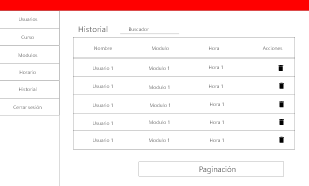 Usuarios
Curso
Modulos
Horario
Historial
Cerrar sesión
Historial Buscador
Nombre Modulo Hora Acciones
Usuario 1 Modulo 1 Hora 1
Usuario 1 Modulo 1 Hora 1
Usuario 1 Modulo 1 Hora 1
Usuario 1 Modulo 1 Hora 1
Usuario 1 Modulo 1 Hora 1
Paginación